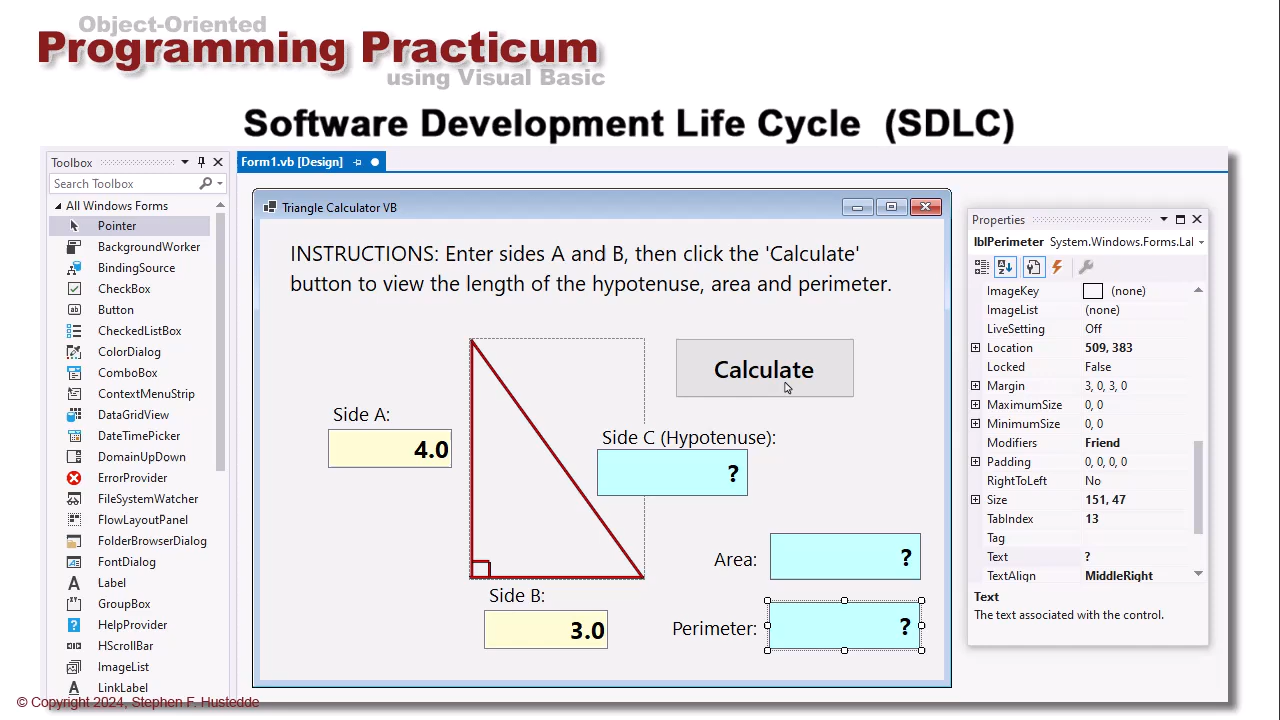 Object-Oriented
Programming Practicum
using Visual Basic
Software Development Life Cycle (SDLC)
Toolbox
Search Toolbox
All Windows Forms
Pointer
BackgroundWorker
BindingSource
CheckBox
Button
CheckedListBox
ColorDialog
ComboBox
ContextMenuStrip
DataGridView
DateTimePicker
DomainUpDown
ErrorProvider
FileSystemWatcher
FlowLayoutPanel
FolderBrowserDialog
FontDialog
Label
GroupBox
HelpProvider
HScrollBar
ImageList
LinkLabel
Form1.vb [Design]
Triangle Calculator VB
INSTRUCTIONS: Enter sides A and B, then click the 'Calculate'
button to view the length of the hypotenuse, area and perimeter.
Calculate
Side A:
4.0
Side C (Hypotenuse):
?
Area: ?
Side B:
3.0
Perimeter: ?
Properties
lblPerimeter System.Windows.Forms.Lal
ImageKey (none)
ImageList (none)
LiveSetting Off
Location 509, 383
Locked False
Margin 3, 0, 3, 0
MaximumSize 0, 0
MinimumSize 0, 0
Modifiers Friend
Padding 0, 0, 0, 0
RightToLeft No
Size 151, 47
TabIndex 13
Tag
Text ?
TextAlign MiddleRight
Text
The text associated with the control.
© Copyright 2024, Stephen F. Hustedde